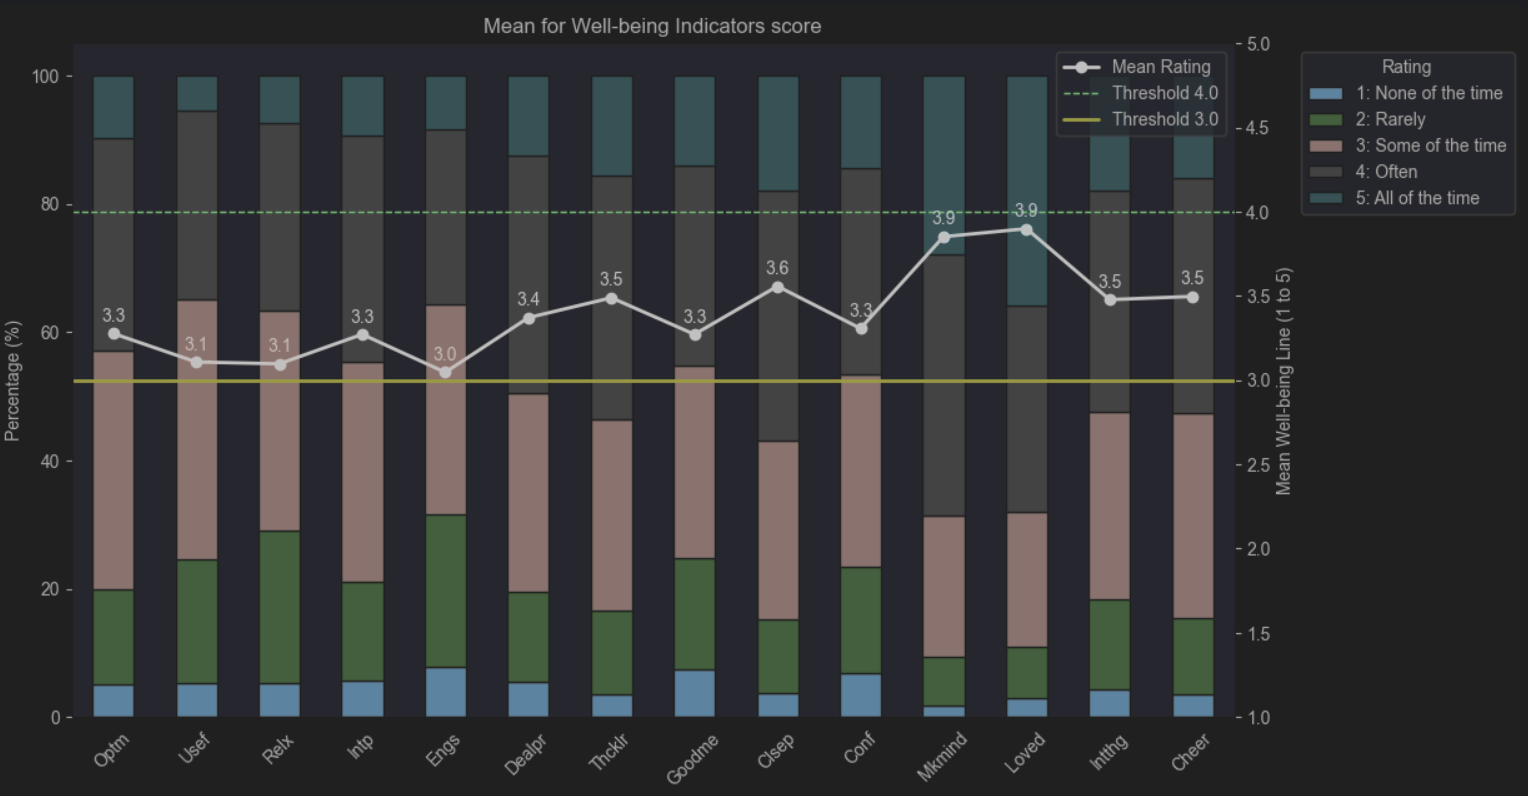 Mean for Well-being Indicators score
Percentage (%)
100
80
60
40
20
0
3.3
3.1
3.1
3.3
3.0
3.4
3.5
3.3
3.6
3.3
3.9
3.9
3.5
3.5
Mean Rating
Threshold 4.0
Threshold 3.0
5.0
4.5
4.0
3.5
3.0
2.5
2.0
1.5
1.0
Mean Well-being Line (1 to 5)
Rating
1: None of the time
2: Rarely
3: Some of the time
4: Often
5: All of the time
Optm
Usef
Relx
Intp
Engs
Dealpr
Thcklr
Goodme
Clsep
Conf
Mkmind
Loved
Intthg
Cheer